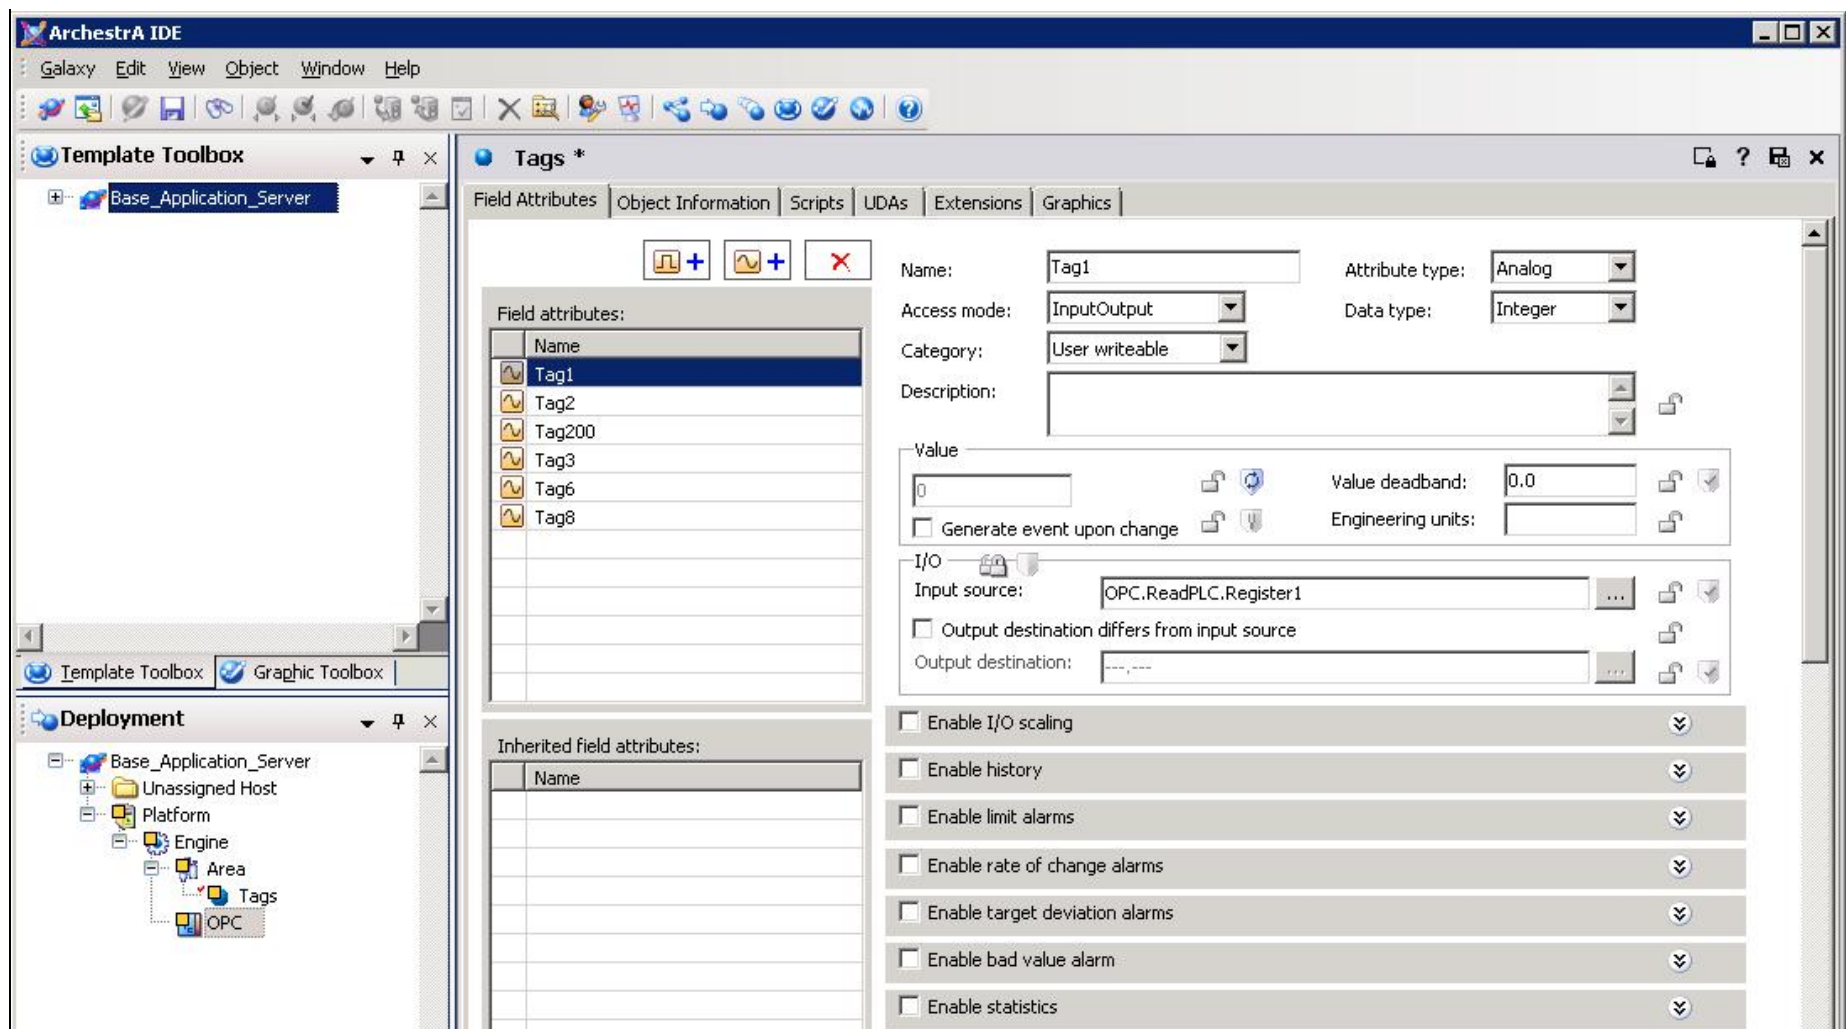 ArchestrA IDE
Galaxy Edit View Object Window Help
Template Toolbox
Base_Application_Server
Template Toolbox Graphic Toolbox
Deployment
Base_Application_Server
Unassigned Host
Platform
Engine
Area
Tags
OPC
Tags *
Field Attributes Object Information Scripts UDAs Extensions Graphics
Field attributes:
Name
Tag1
Tag2
Tag200
Tag3
Tag6
Tag8
Inherited field attributes:
Name
Name: Tag1 Attribute type: Analog
Access mode: InputOutput Data type: Integer
Category: User writeable
Description:
Value
0 Value deadband: 0.0
Generate event upon change Engineering units:
I/O
Input source: OPC.ReadPLC.Register1 ...
Output destination differs from input source
Output destination: ---.--- ...
Enable I/O scaling
Enable history
Enable limit alarms
Enable rate of change alarms
Enable target deviation alarms
Enable bad value alarm
Enable statistics